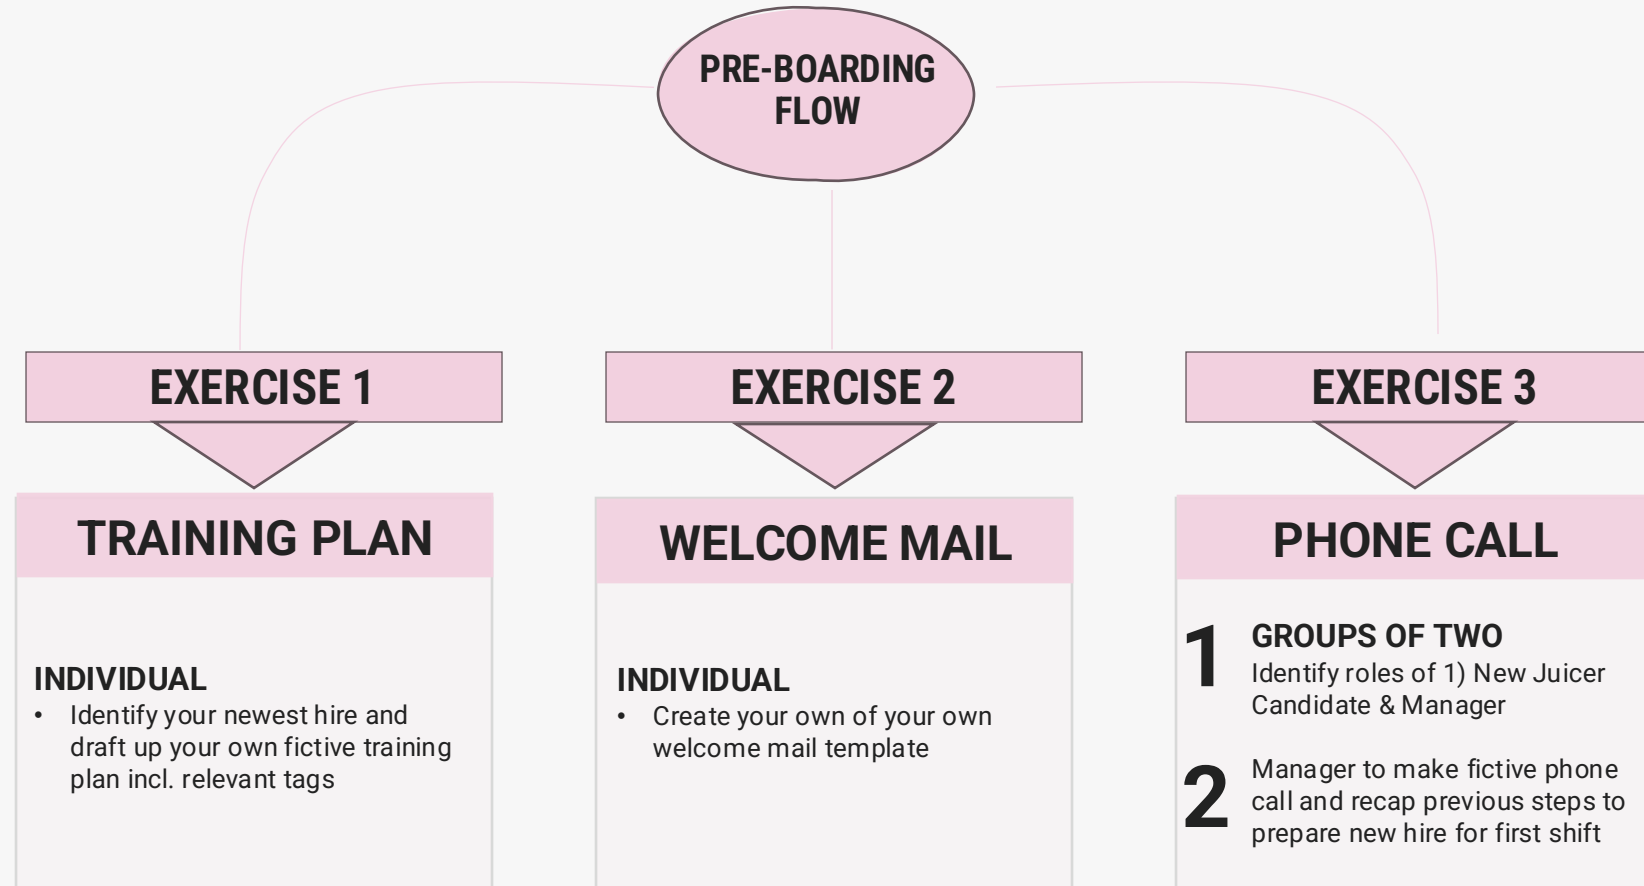 PRE-BOARDING
FLOW
EXERCISE 1
TRAINING PLAN
INDIVIDUAL
• Identify your newest hire and
draft up your own fictive training
plan incl. relevant tags
EXERCISE 2
WELCOME MAIL
INDIVIDUAL
• Create your own of your own
welcome mail template
EXERCISE 3
PHONE CALL
1 GROUPS OF TWO
Identify roles of 1) New Juicer
Candidate & Manager
2 Manager to make fictive phone
call and recap previous steps to
prepare new hire for first shift